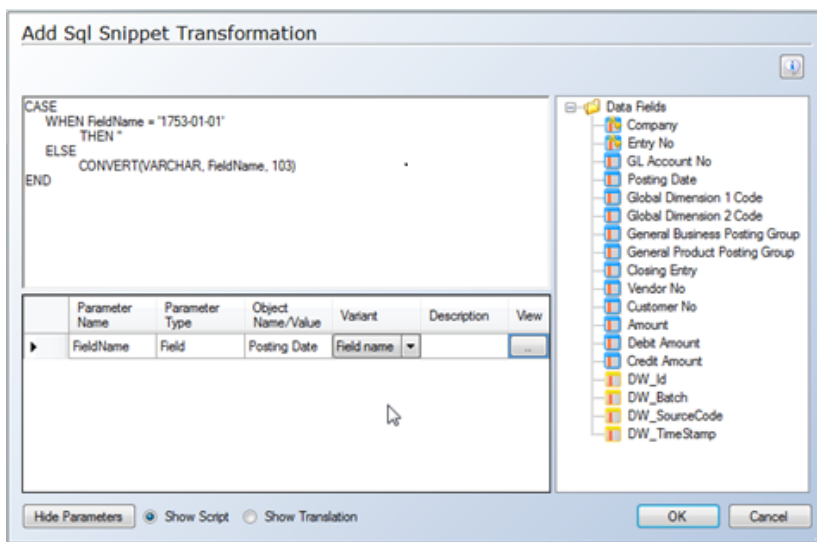 Add Sql Snippet Transformation
CASE
WHEN FieldName = '1753-01-01'
THEN ''
ELSE
CONVERT(VARCHAR, FieldName, 103)
END
Data Fields
Company
Entry No
GL Account No
Posting Date
Global Dimension 1 Code
Global Dimension 2 Code
General Business Posting Group
General Product Posting Group
Closing Entry
Vendor No
Customer No
Amount
Debit Amount
Credit Amount
DW_Id
DW_Batch
DW_SourceCode
DW_TimeStamp
Parameter Name Parameter Type Object Name/Value Variant Description View
FieldName Field Posting Date Field name ...
Hide Parameters Show Script Show Translation OK Cancel